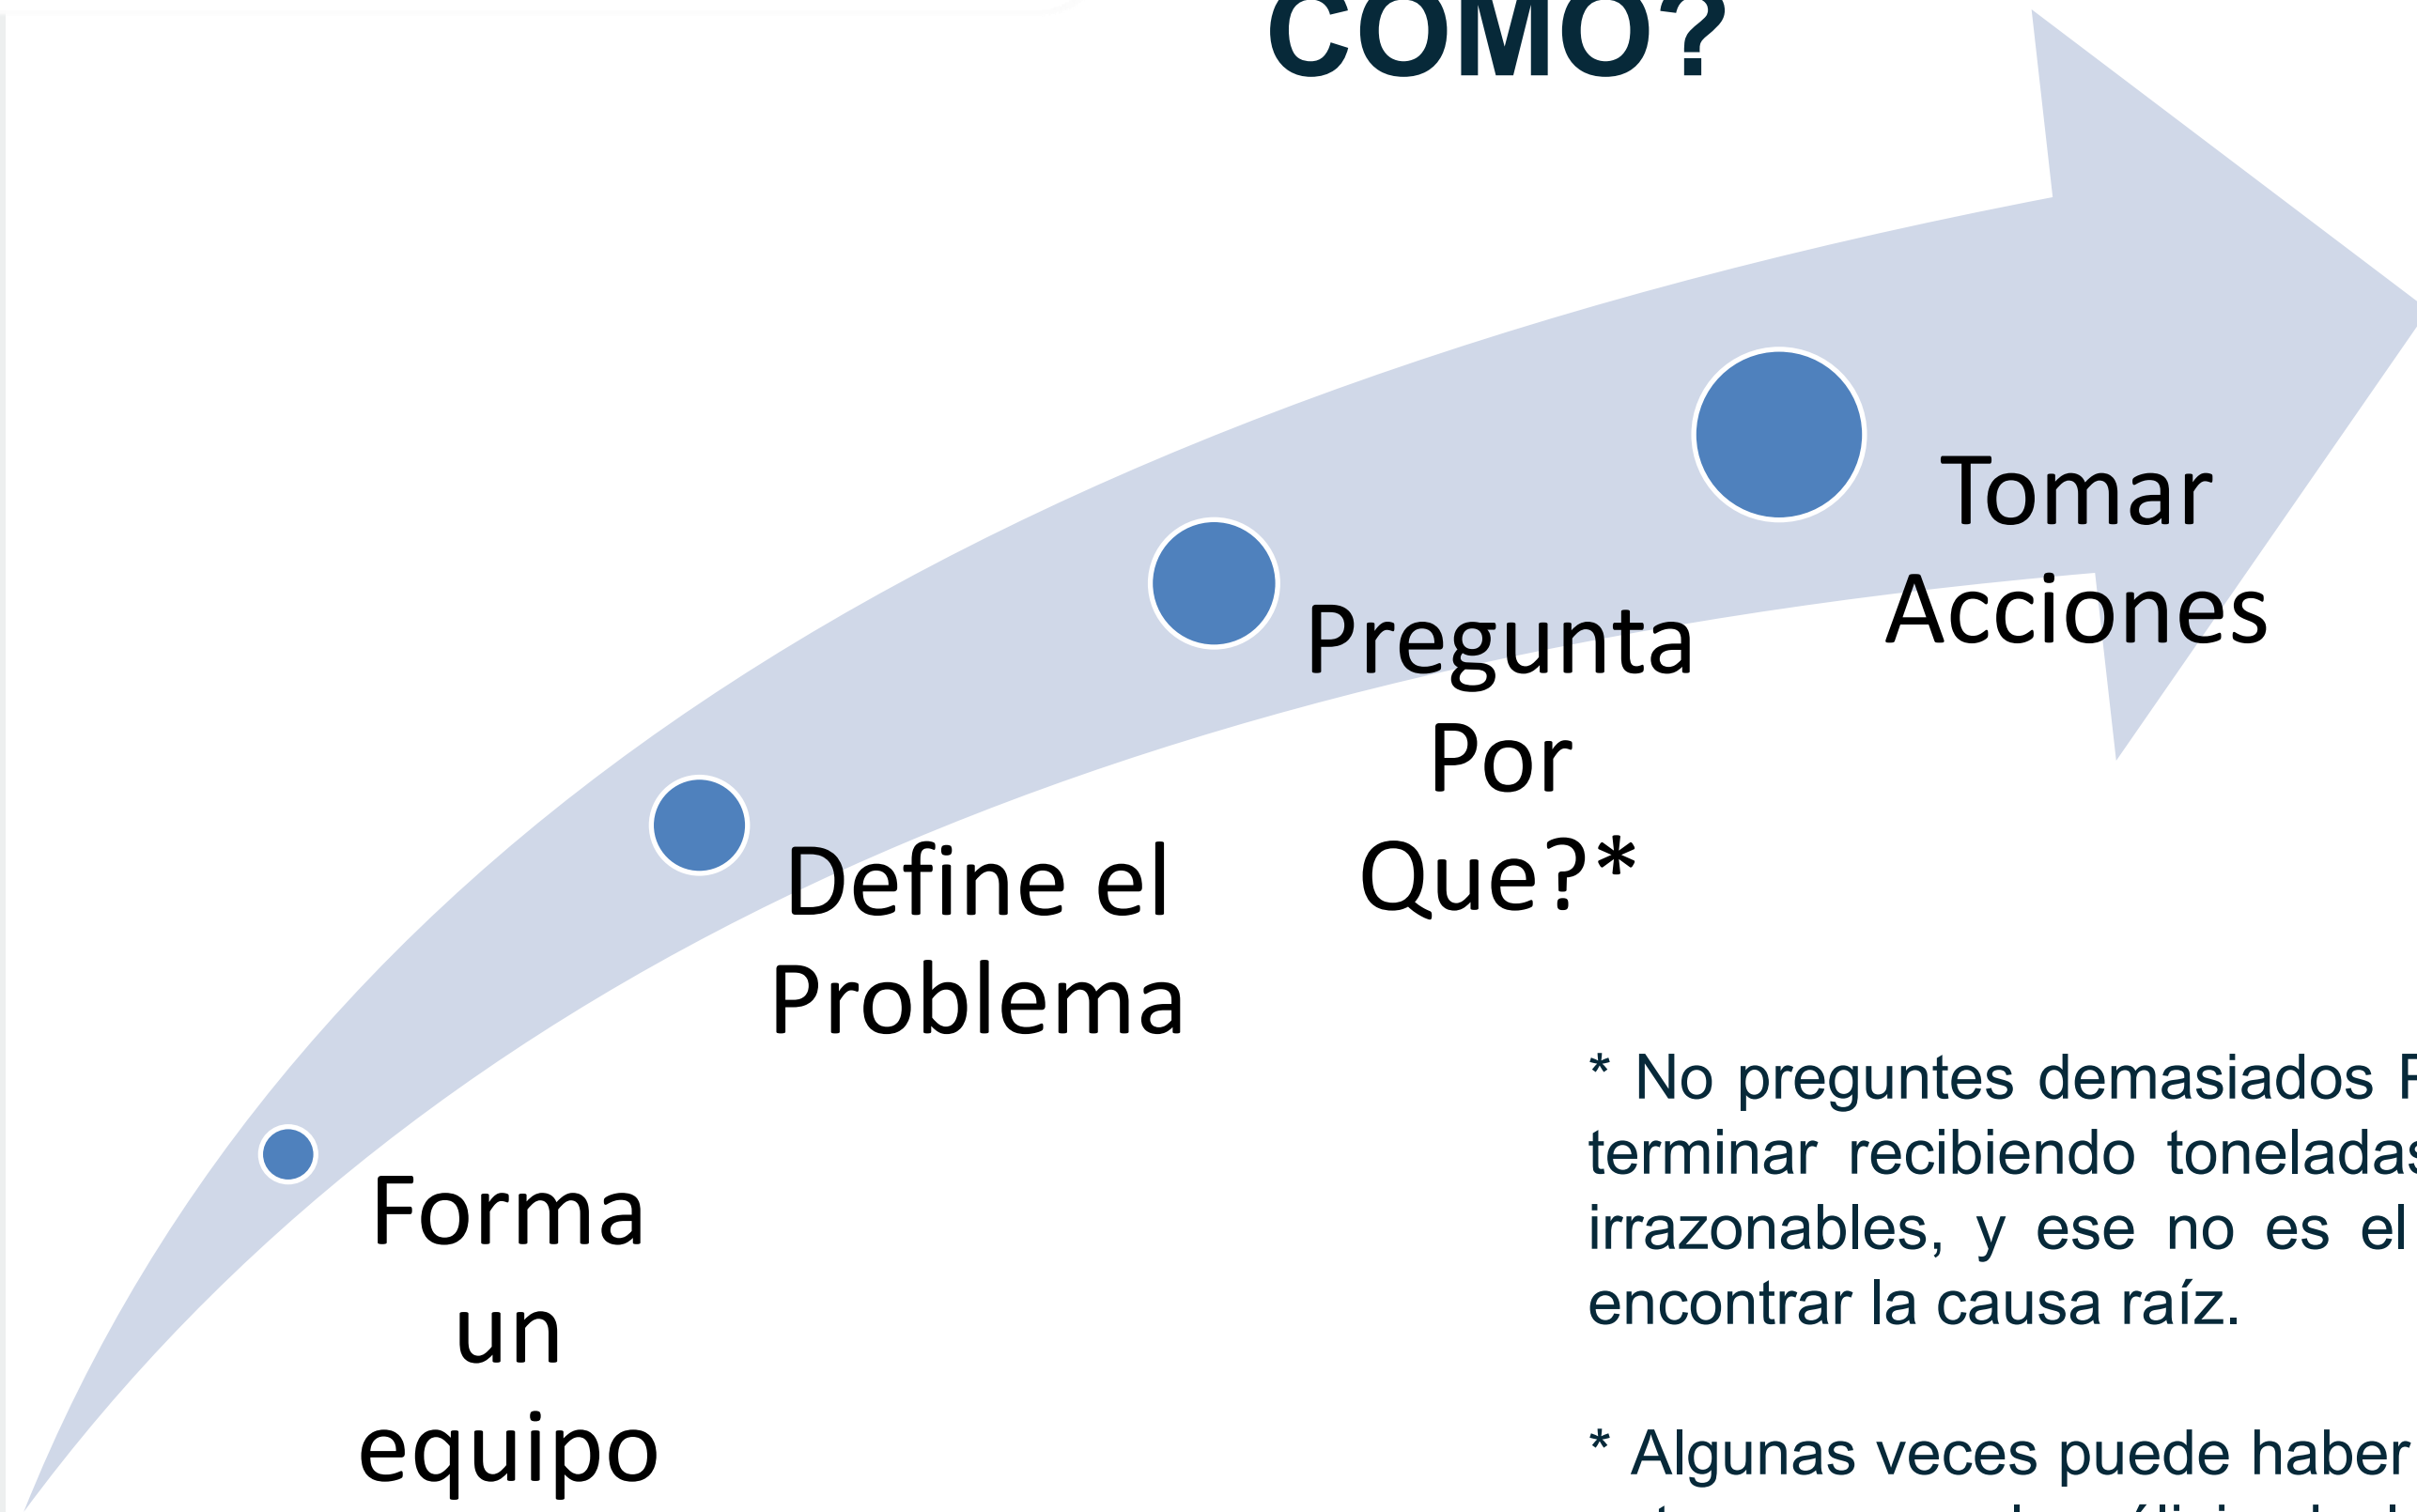 COMO?
Tomar
Acciones
Pregunta
Por
Que?*
Define el
Problema
Forma
un
equipo
* No preguntes demasiados
terminar recibiendo toneladas
irrazonables, y ese no es el
encontrar la causa raíz.
* Algunas veces puede haber